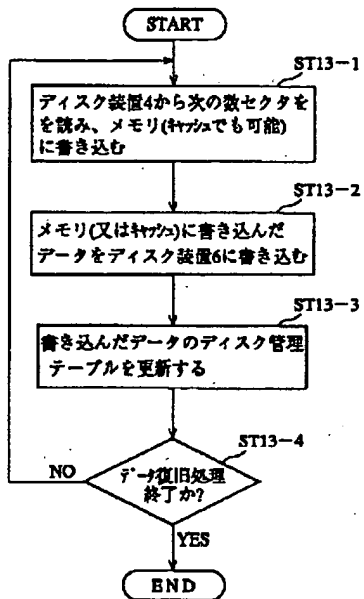 START
ST13-1
ディスク装置4から次の数セクタを
を読み、メモリ(キャッシュでも可能)
に書き込む
ST13-2
メモリ(又はキャッシュ)に書き込んだ
データをディスク装置6に書き込む
ST13-3
書き込んだデータのディスク管理
テーブルを更新する
ST13-4
データ復旧処理
終了か?
NO
YES
END